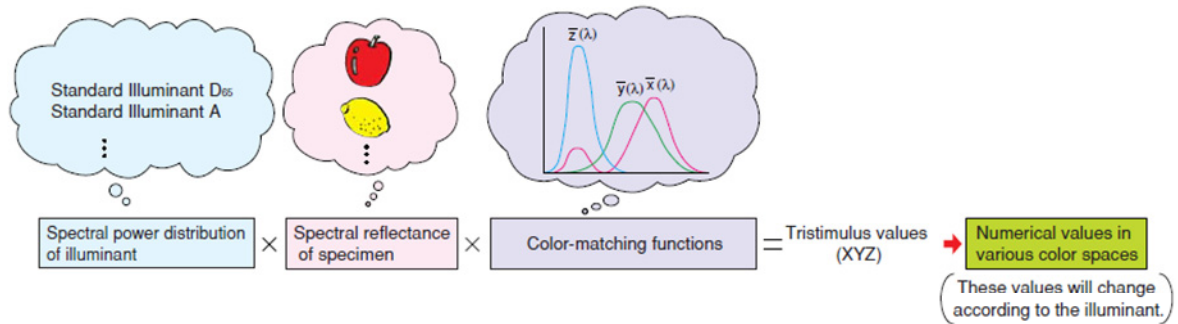 Standard Illuminant D₆₅
Standard Illuminant A
z̅(λ)
y̅(λ) x̅(λ)
Spectral power distribution
of illuminant
×
Spectral reflectance
of specimen
×
Color-matching functions
=
Tristimulus values
(XYZ)
Numerical values in
various color spaces
(These values will change
according to the illuminant.)